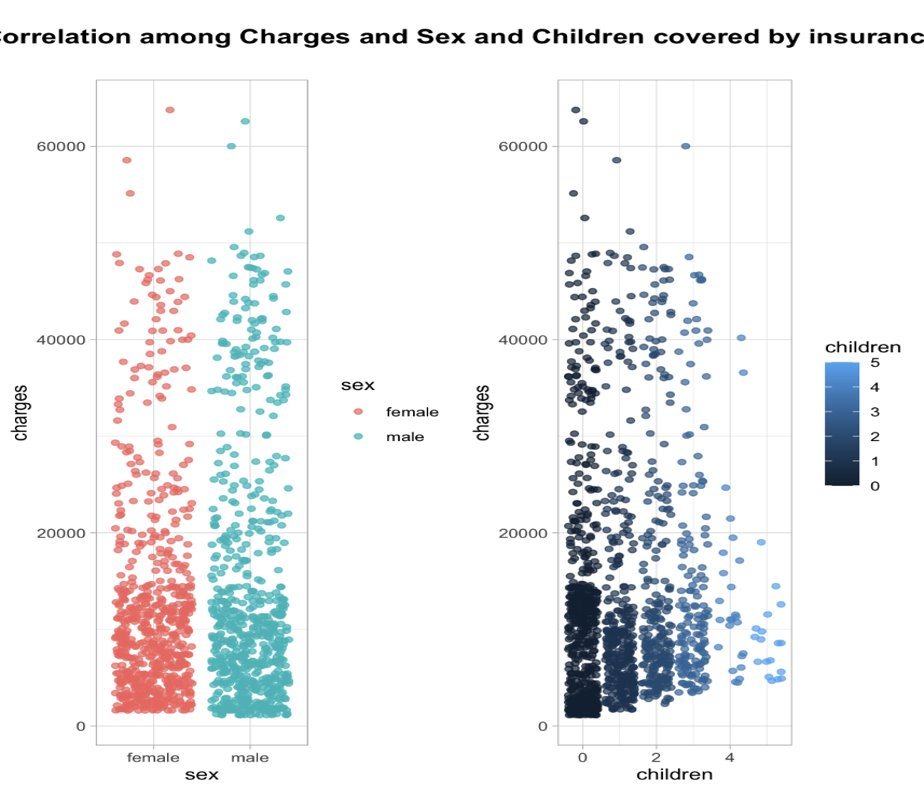 orrelation among Charges and Sex and Children covered by insuranc
charges
60000
40000
20000
0
female male
sex
sex
female
male
charges
60000
40000
20000
0
0 2 4
children
children
5
4
3
2
1
0